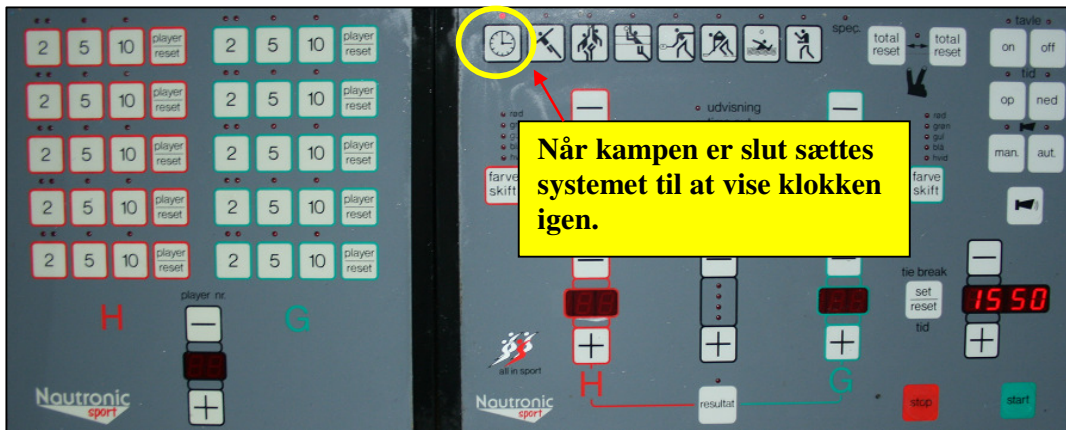 2 5 10 player reset 2 5 10 player reset
2 5 10 player reset 2 5 10 player reset
2 5 10 player reset 2 5 10 player reset
2 5 10 player reset 2 5 10 player reset
2 5 10 player reset 2 5 10 player reset
player nr.
H G
Nautronic
sport
spec.
total reset total reset
tavle
on off
tid
op ned
man. aut.
udvisning
rød
rød
grøn
gul
blå
hvid
farve
skift
farve
skift
Når kampen er slut sættes
systemet til at vise klokken
igen.
tie break
set
reset
tid
15 50
all in sport
H G
Nautronic
sport
resultat
stop
start